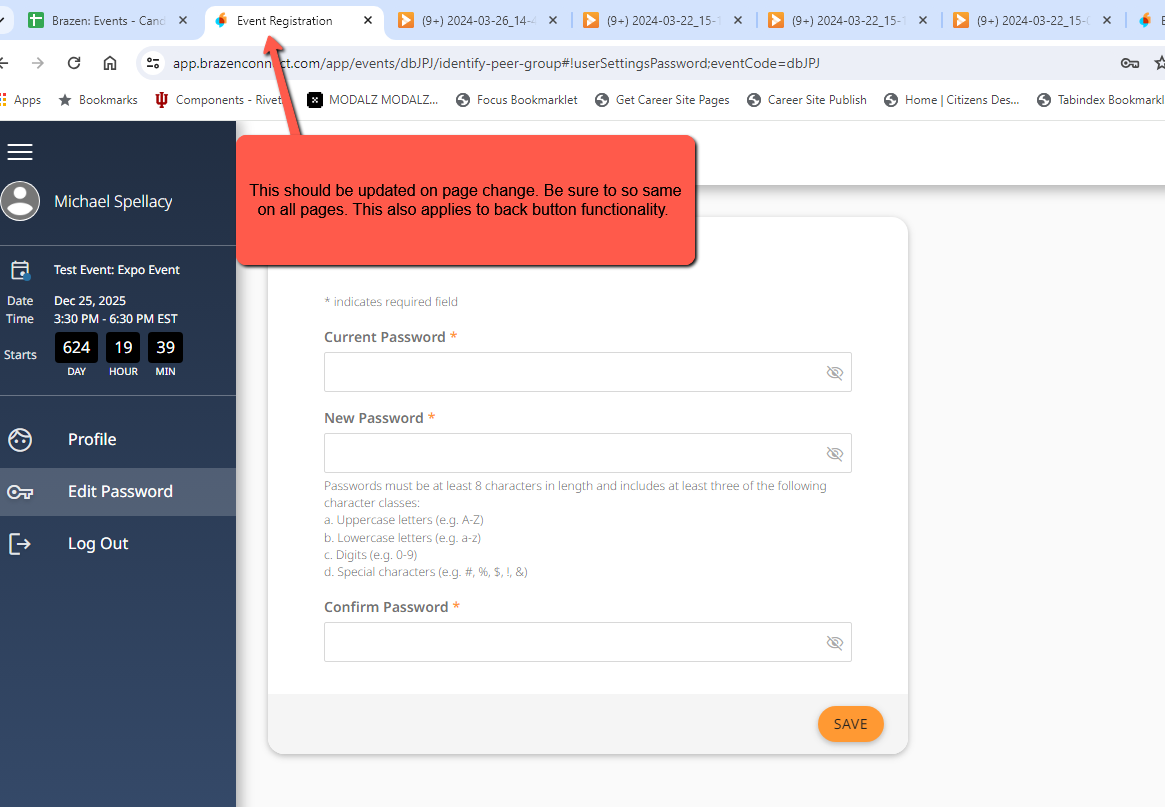 Brazen: Events - Cand
Event Registration
(9+) 2024-03-26_14-4
(9+) 2024-03-22_15-1
(9+) 2024-03-22_15-1
(9+) 2024-03-22_15-0
app.brazenconnect.com/app/events/dbJPJ/identify-peer-group#!userSettingsPassword;eventCode=dbJPJ
Apps
Bookmarks
Components - Rivet
MODALZ MODALZ...
Focus Bookmarklet
Get Career Site Pages
Career Site Publish
Home | Citizens Des...
Tabindex Bookmarkl
This should be updated on page change. Be sure to so same
on all pages. This also applies to back button functionality.
Michael Spellacy
Test Event: Expo Event
Date Dec 25, 2025
Time 3:30 PM - 6:30 PM EST
Starts 624 19 39
DAY HOUR MIN
Profile
Edit Password
Log Out
* indicates required field
Current Password *
New Password *
Passwords must be at least 8 characters in length and includes at least three of the following
character classes:
a. Uppercase letters (e.g. A-Z)
b. Lowercase letters (e.g. a-z)
c. Digits (e.g. 0-9)
d. Special characters (e.g. #, %, $, !, &)
Confirm Password *
SAVE